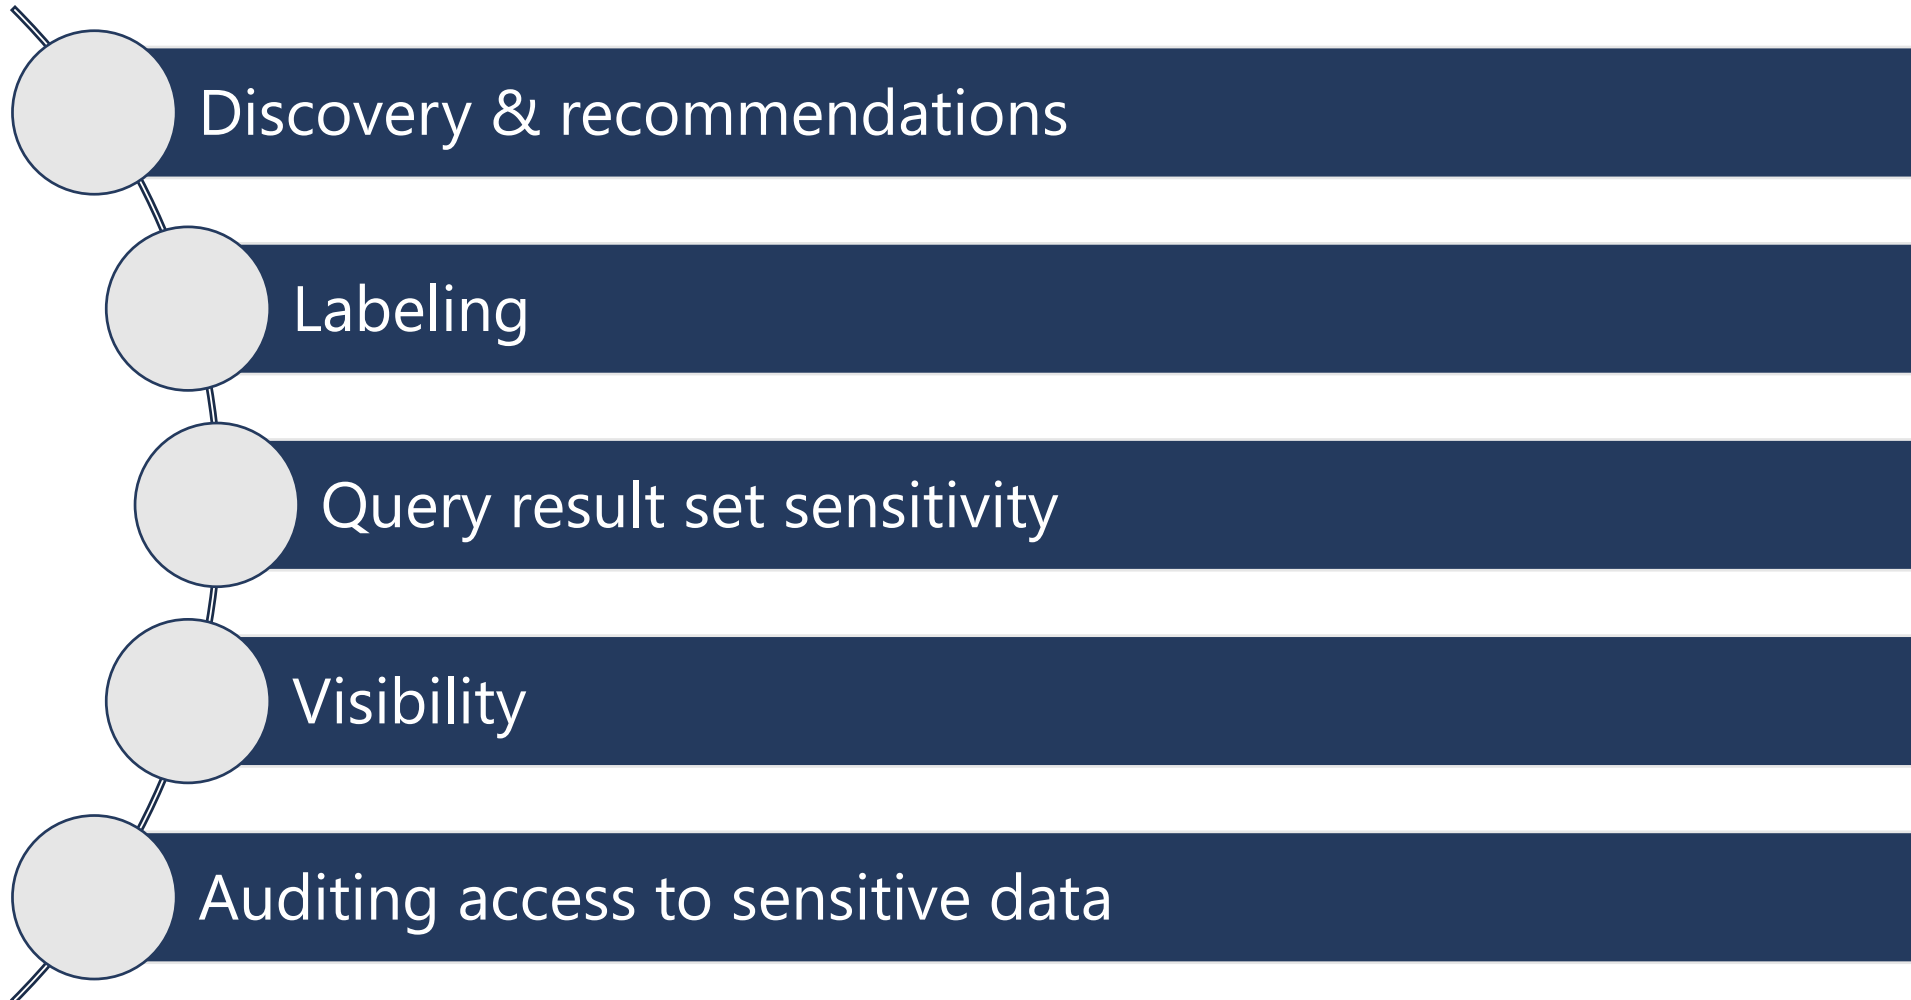 Discovery & recommendations
Labeling
Query result set sensitivity
Visibility
Auditing access to sensitive data